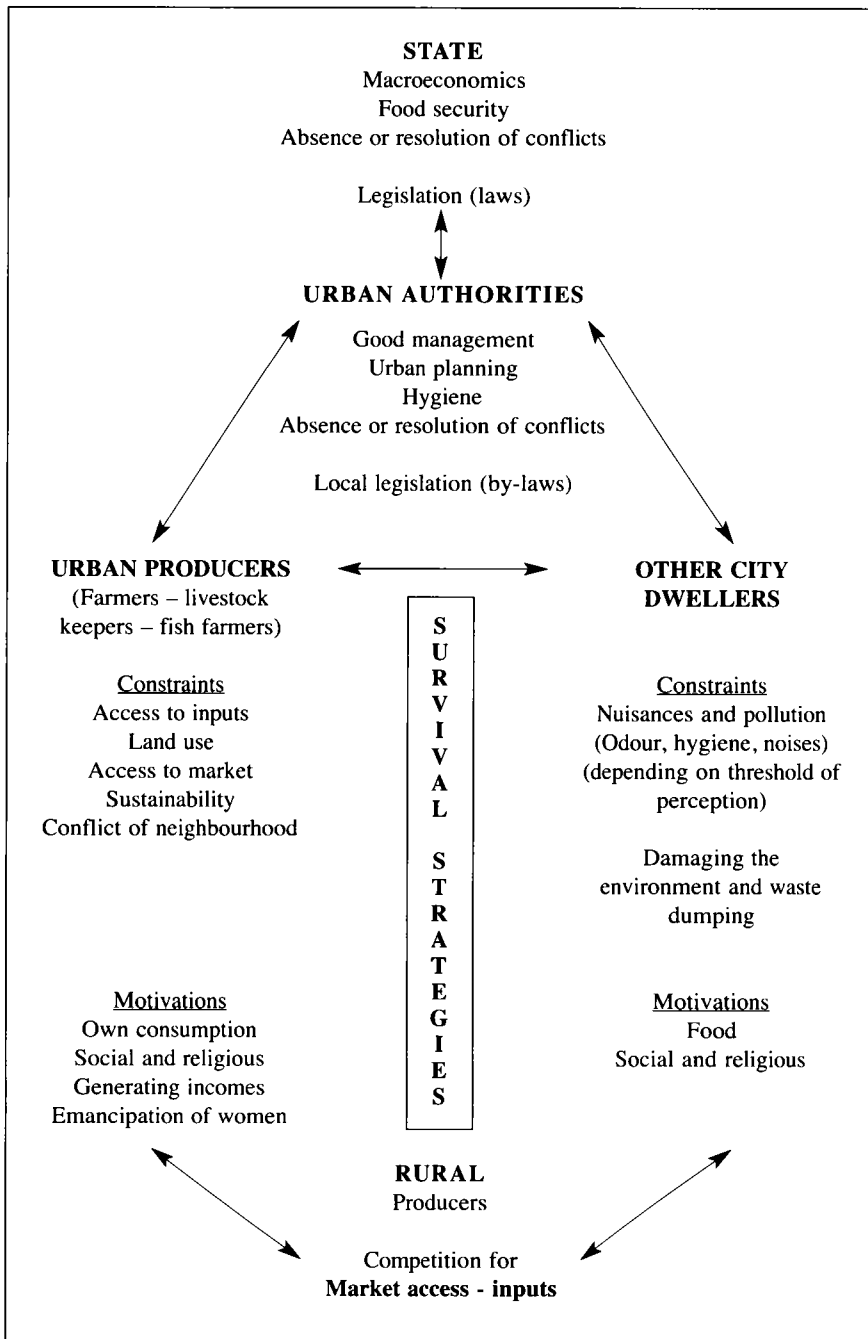 STATE
Macroeconomics
Food security
Absence or resolution of conflicts
Legislation (laws)
URBAN AUTHORITIES
Good management
Urban planning
Hygiene
Absence or resolution of conflicts
Local legislation (by-laws)
URBAN PRODUCERS
(Farmers – livestock
keepers – fish farmers)
Constraints
Access to inputs
Land use
Access to market
Sustainability
Conflict of neighbourhood
Motivations
Own consumption
Social and religious
Generating incomes
Emancipation of women
SURVIVAL STRATEGIES
OTHER CITY
DWELLERS
Constraints
Nuisances and pollution
(Odour, hygiene, noises)
(depending on threshold of
perception)
Damaging the
environment and waste
dumping
Motivations
Food
Social and religious
RURAL
Producers
Competition for
Market access - inputs